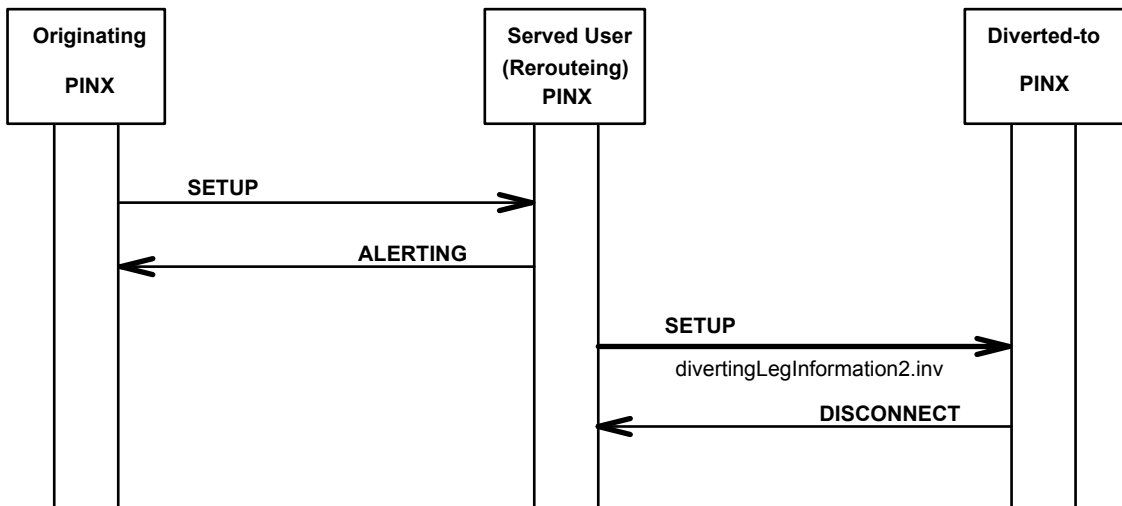 Originating
PINX
Served User
(Rerouteing)
PINX
Diverted-to
PINX
SETUP
ALERTING
SETUP
divertingLegInformation2.inv
DISCONNECT